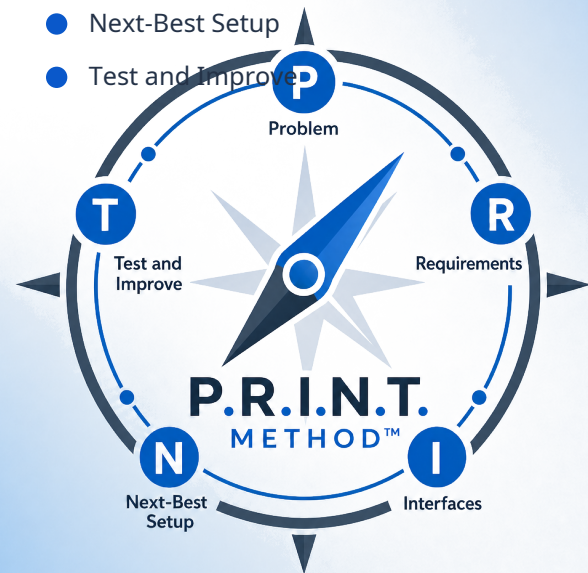 Next-Best Setup
Test and Improve
P
Problem
T
R
Test and
Improve
Requirements
P.R.I.N.T.
METHOD™
N
I
Next-Best
Setup
Interfaces